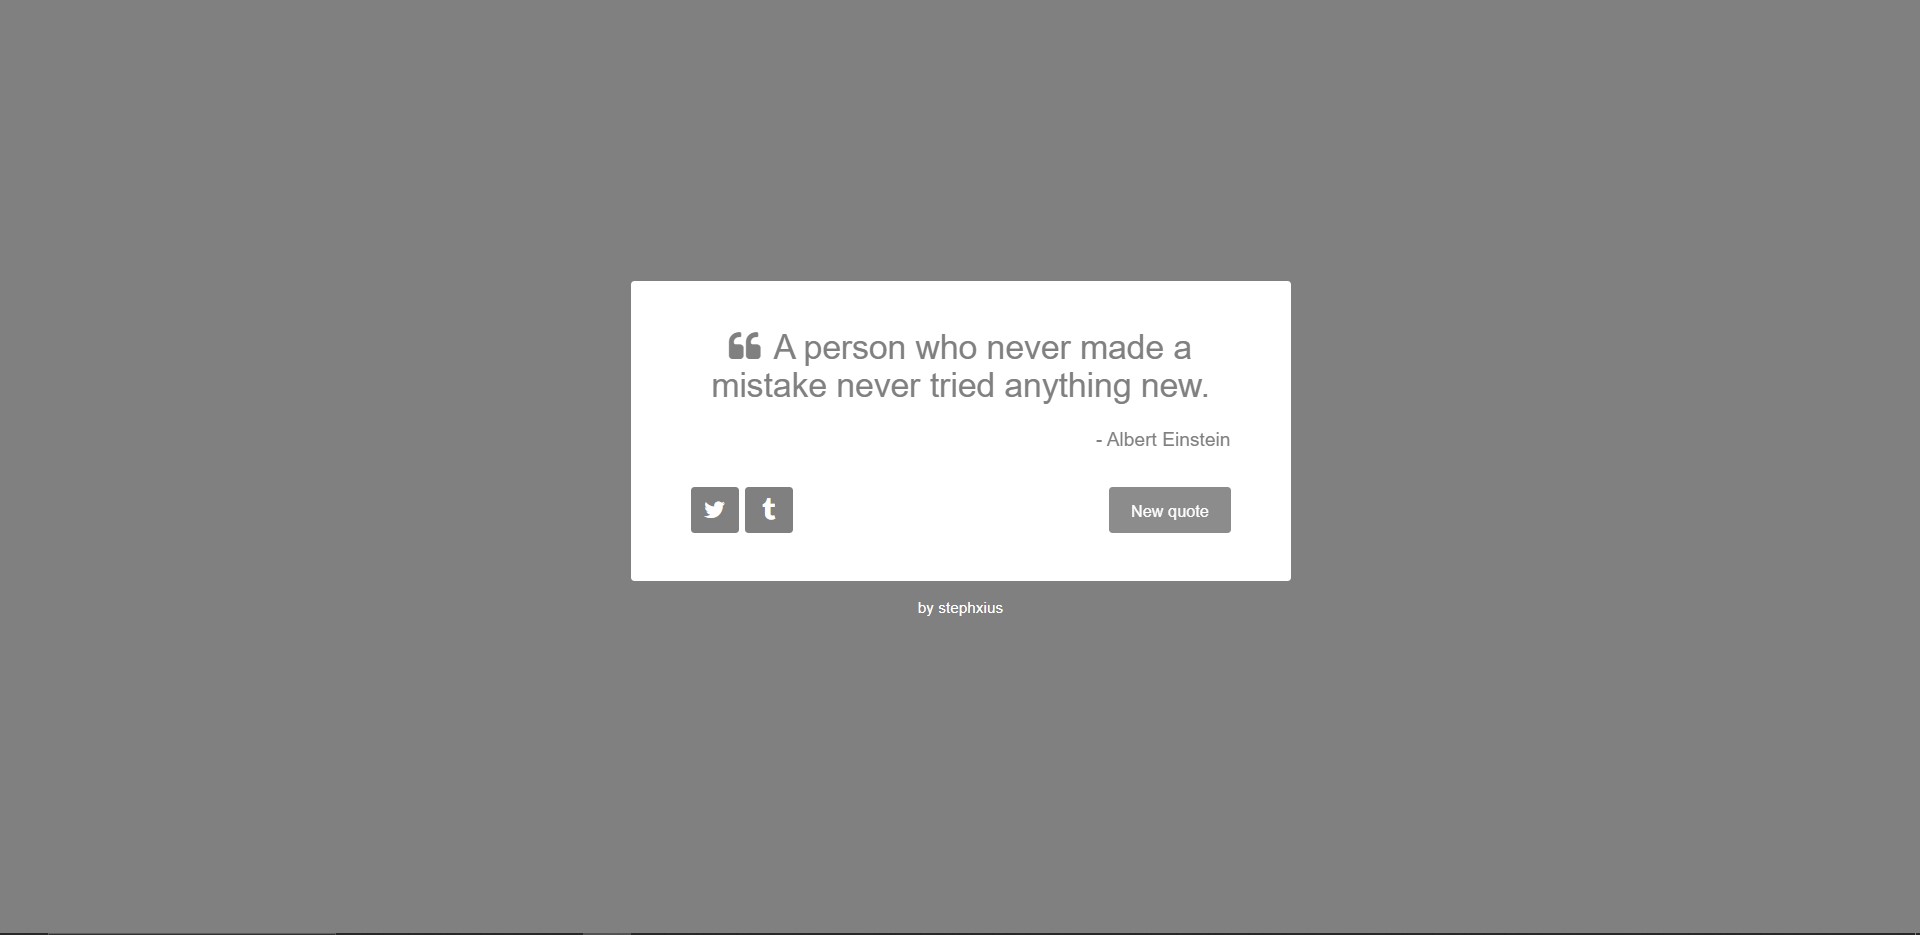 ❝ A person who never made a
mistake never tried anything new.
- Albert Einstein
t
New quote
by stephxius